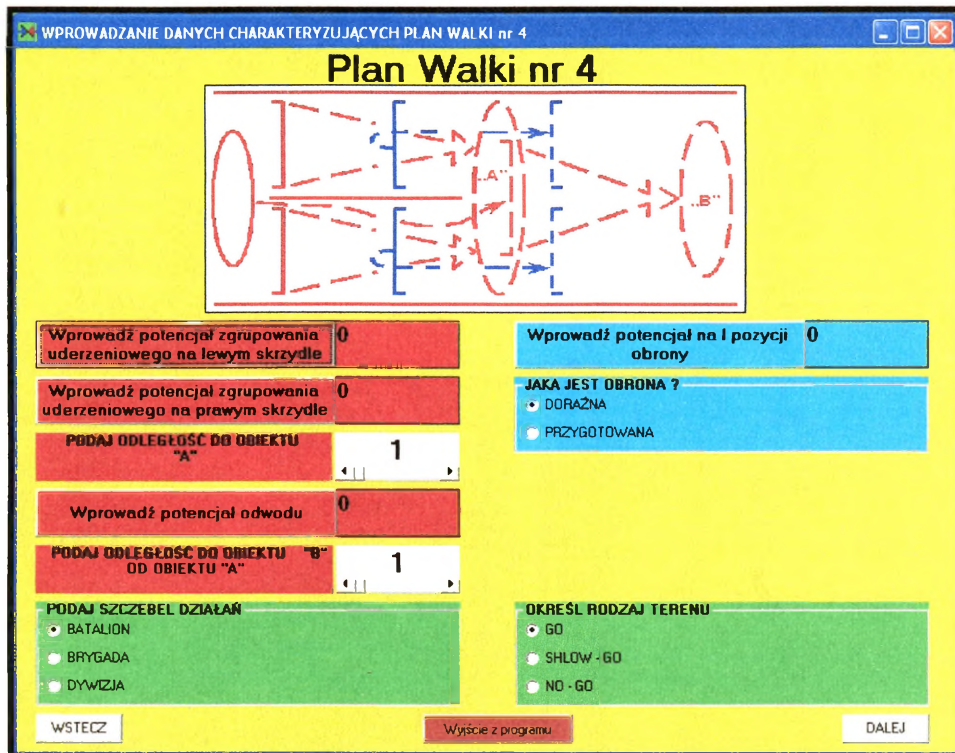 WPROWADZANIE DANYCH CHARAKTERYZUJĄCYCH PLAN WALKI nr 4
Plan Walki nr 4
„A"
„B"
Wprowadź potencjał zgrupowania
uderzeniowego na lewym skrzydle
0
Wprowadź potencjał na I pozycji
obrony
0
Wprowadź potencjał zgrupowania
uderzeniowego na prawym skrzydle
0
JAKA JEST OBRONA ?
DORAŹNA
PRZYGOTOWANA
PODAJ ODLEGŁOŚĆ DO OBIEKTU
"A"
1
Wprowadź potencjał odwodu
0
PODAJ ODLEGŁOŚĆ DO OBIEKTU "B"
OD OBIEKTU "A"
1
PODAJ SZCZEBEL DZIAŁAŃ
BATALION
BRYGADA
DYWIZJA
OKREŚL RODZAJ TERENU
GO
SHLOW - GO
NO - GO
WSTECZ
Wyjście z programu
DALEJ